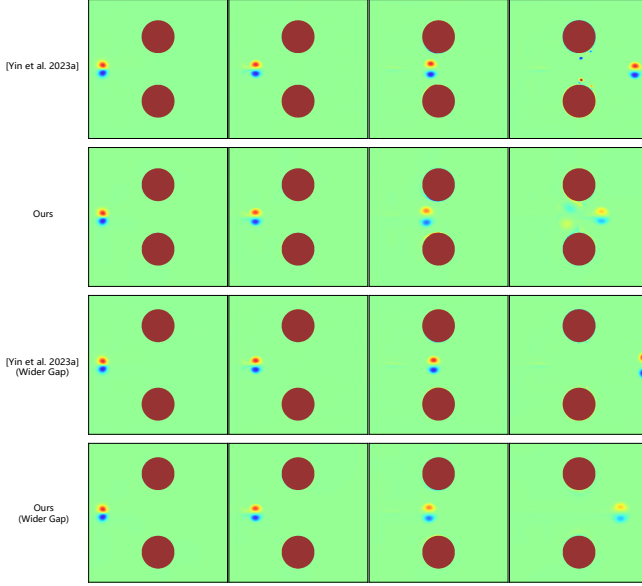 [Yin et al. 2023a]
Ours
[Yin et al. 2023a]
(Wider Gap)
Ours
(Wider Gap)